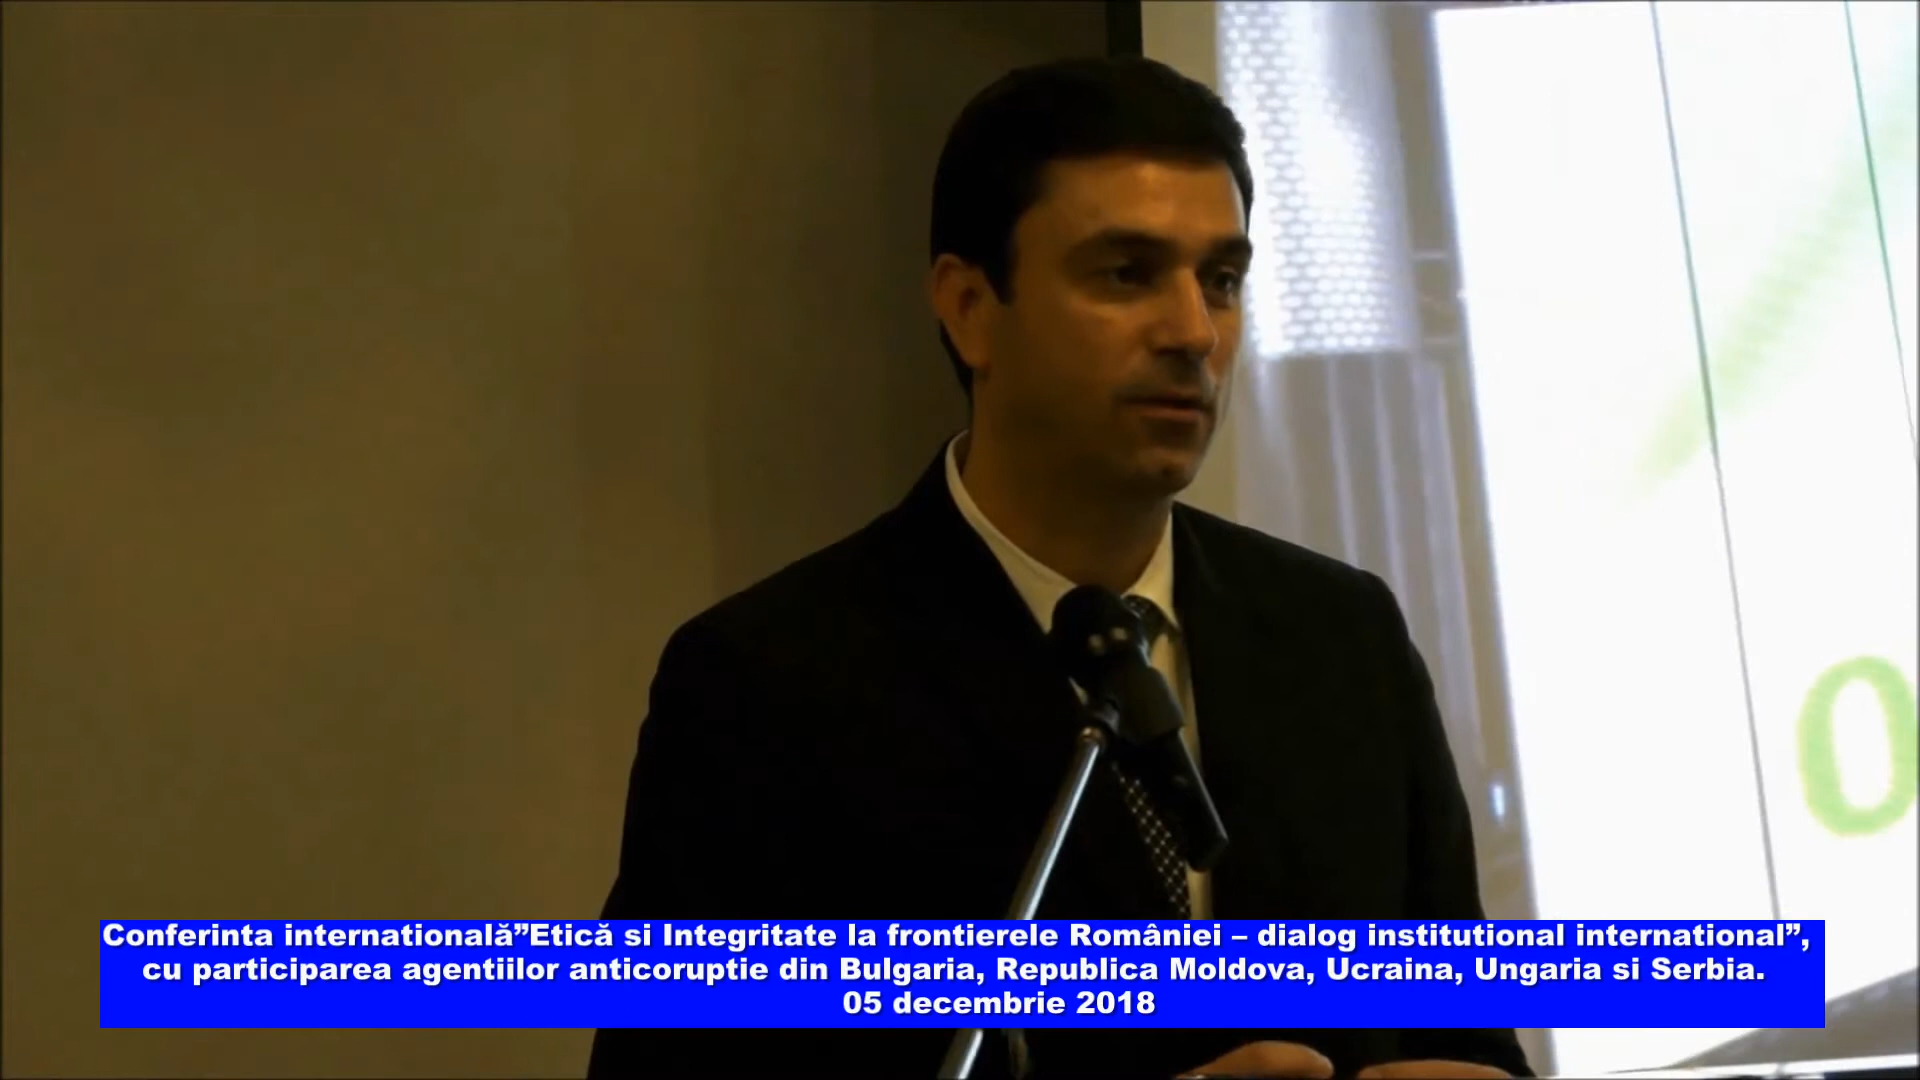 Conferinta internatională”Etică si Integritate la frontierele României – dialog institutional international”,
cu participarea agentiilor anticoruptie din Bulgaria, Republica Moldova, Ucraina, Ungaria si Serbia.
05 decembrie 2018
0